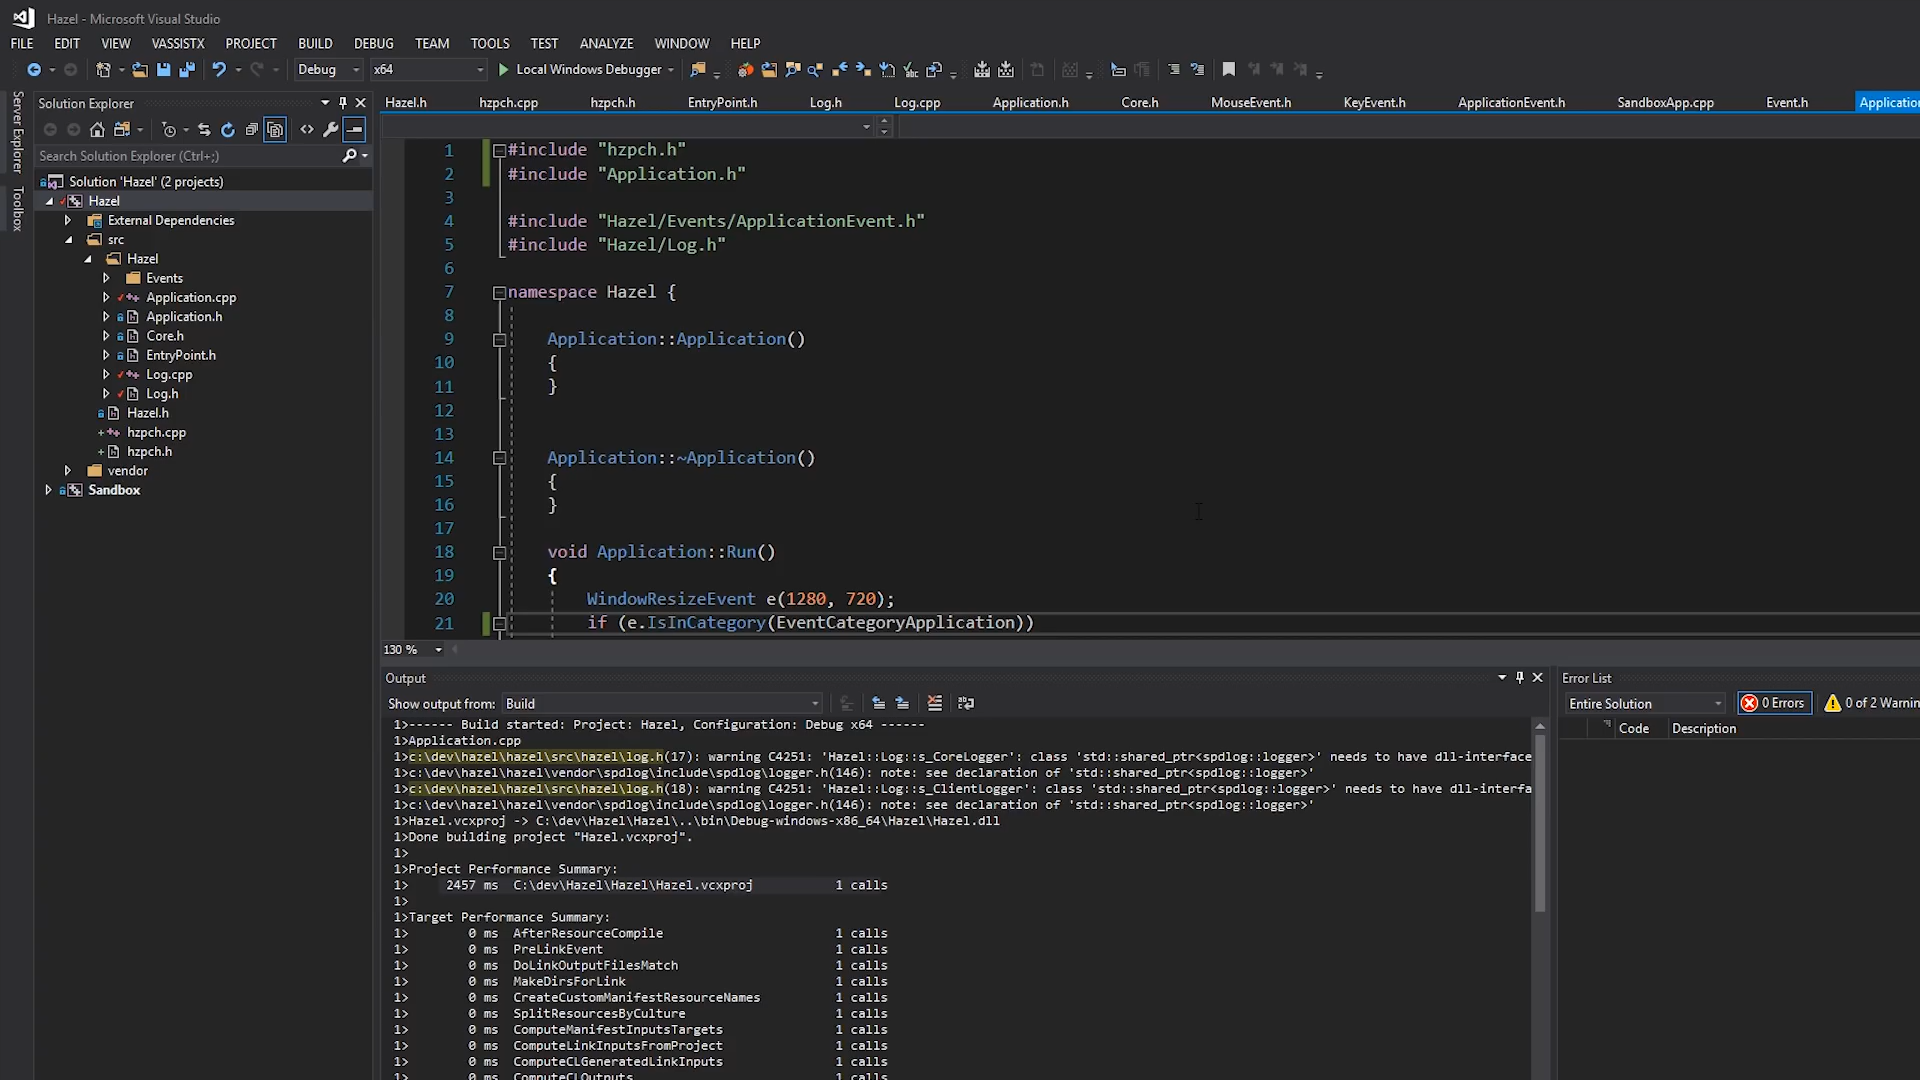 Hazel - Microsoft Visual Studio
FILE EDIT VIEW VASSISTX PROJECT BUILD DEBUG TEAM TOOLS TEST ANALYZE WINDOW HELP
Debug x64 Local Windows Debugger
Server Explorer
Toolbox
Solution Explorer
Search Solution Explorer (Ctrl+;)
Solution 'Hazel' (2 projects)
Hazel
External Dependencies
src
Hazel
Events
Application.cpp
Application.h
Core.h
EntryPoint.h
Log.cpp
Log.h
Hazel.h
hzpch.cpp
hzpch.h
vendor
Sandbox
Hazel.h hzpch.cpp hzpch.h EntryPoint.h Log.h Log.cpp Application.h Core.h MouseEvent.h KeyEvent.h ApplicationEvent.h SandboxApp.cpp Event.h Application
1 #include "hzpch.h"
2 #include "Application.h"
3
4 #include "Hazel/Events/ApplicationEvent.h"
5 #include "Hazel/Log.h"
6
7 namespace Hazel {
8
9 Application::Application()
10 {
11 }
12
13
14 Application::~Application()
15 {
16 }
17
18 void Application::Run()
19 {
20 WindowResizeEvent e(1280, 720);
21 if (e.IsInCategory(EventCategoryApplication))
130 %
Output
Show output from: Build
1>------ Build started: Project: Hazel, Configuration: Debug x64 ------
1>Application.cpp
1>c:\dev\hazel\hazel\src\hazel\log.h(17): warning C4251: 'Hazel::Log::s_CoreLogger': class 'std::shared_ptr<spdlog::logger>' needs to have dll-interface
1>c:\dev\hazel\hazel\vendor\spdlog\include\spdlog\logger.h(146): note: see declaration of 'std::shared_ptr<spdlog::logger>'
1>c:\dev\hazel\hazel\src\hazel\log.h(18): warning C4251: 'Hazel::Log::s_ClientLogger': class 'std::shared_ptr<spdlog::logger>' needs to have dll-interfa
1>c:\dev\hazel\hazel\vendor\spdlog\include\spdlog\logger.h(146): note: see declaration of 'std::shared_ptr<spdlog::logger>'
1>Hazel.vcxproj -> C:\dev\Hazel\Hazel\..\bin\Debug-windows-x86_64\Hazel\Hazel.dll
1>Done building project "Hazel.vcxproj".
1>
1>Project Performance Summary:
1> 2457 ms C:\dev\Hazel\Hazel\Hazel.vcxproj 1 calls
1>
1>Target Performance Summary:
1> 0 ms AfterResourceCompile 1 calls
1> 0 ms PreLinkEvent 1 calls
1> 0 ms DoLinkOutputFilesMatch 1 calls
1> 0 ms MakeDirsForLink 1 calls
1> 0 ms CreateCustomManifestResourceNames 1 calls
1> 0 ms SplitResourcesByCulture 1 calls
1> 0 ms ComputeManifestInputsTargets 1 calls
1> 0 ms ComputeLinkInputsFromProject 1 calls
1> 0 ms ComputeCLGeneratedLinkInputs 1 calls
1> 0 ms ComputeCLOutputs 1 calls
Error List
Entire Solution 0 Errors 0 of 2 Warnin
Code Description